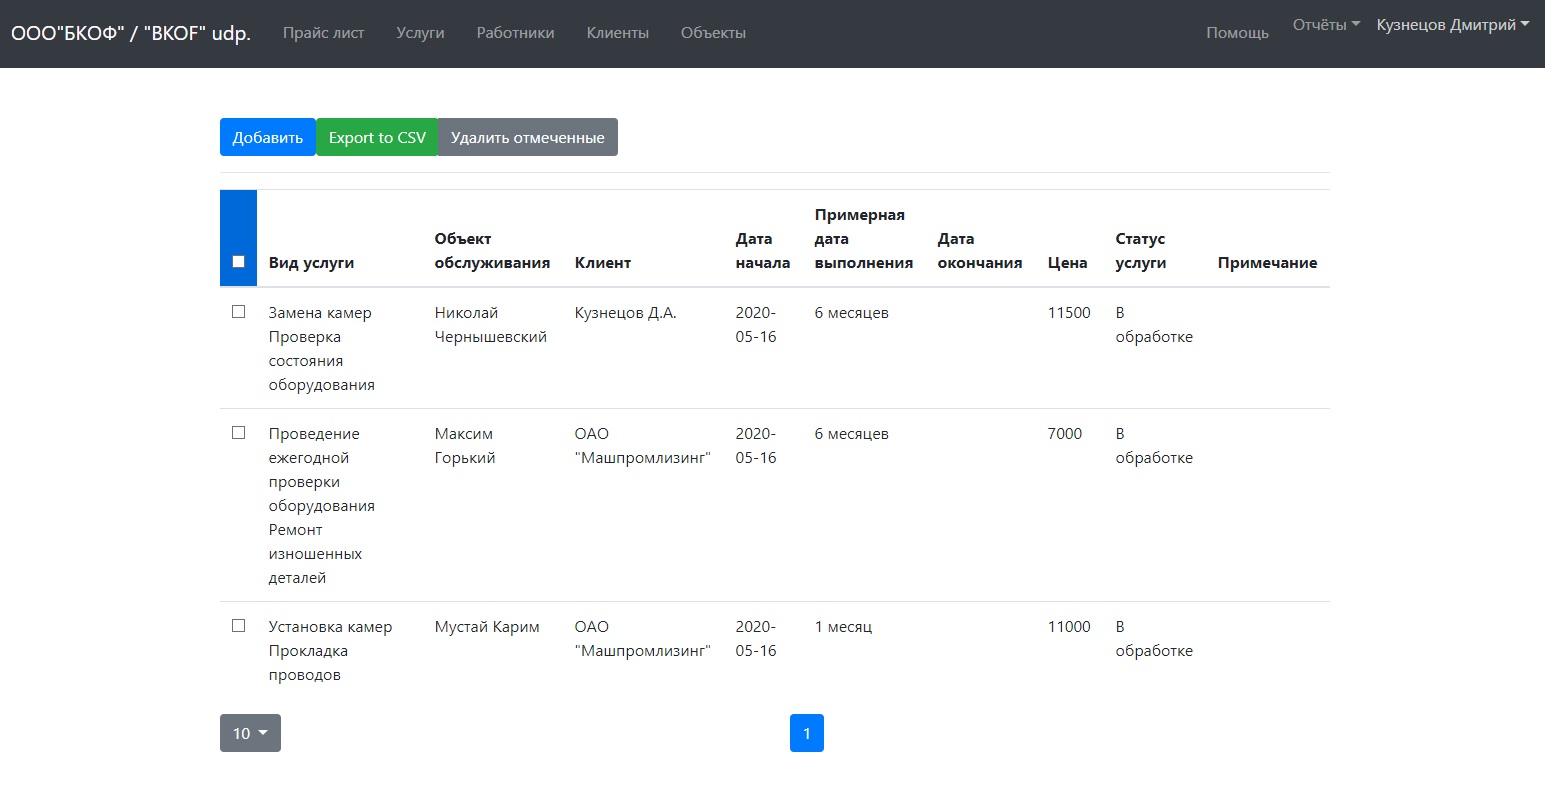 ООО"БКОФ" / "BKOF" udp. Прайс лист Услуги Работники Клиенты Объекты Помощь Отчёты Кузнецов Дмитрий
Добавить Export to CSV Удалить отмеченные
Вид услуги
Объект
обслуживания
Клиент
Дата
начала
Примерная
дата
выполнения
Дата
окончания
Цена
Статус
услуги
Примечание
Замена камер
Проверка
состояния
оборудования
Николай
Чернышевский
Кузнецов Д.А.
2020-
05-16
6 месяцев
11500
В
обработке
Проведение
ежегодной
проверки
оборудования
Ремонт
изношенных
деталей
Максим
Горький
ОАО
"Машпромлизинг"
2020-
05-16
6 месяцев
7000
В
обработке
Установка камер
Прокладка
проводов
Мустай Карим
ОАО
"Машпромлизинг"
2020-
05-16
1 месяц
11000
В
обработке
10
1